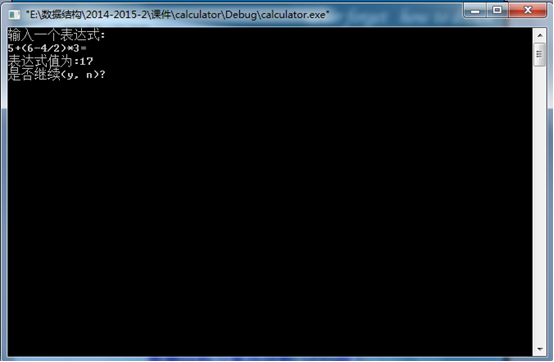 "E:\数据结构\2014-2015-2\课件\calculator\Debug\calculator.exe"
输入一个表达式:
5+(6-4/2)*3=
表达式值为:17
是否继续(y, n)?